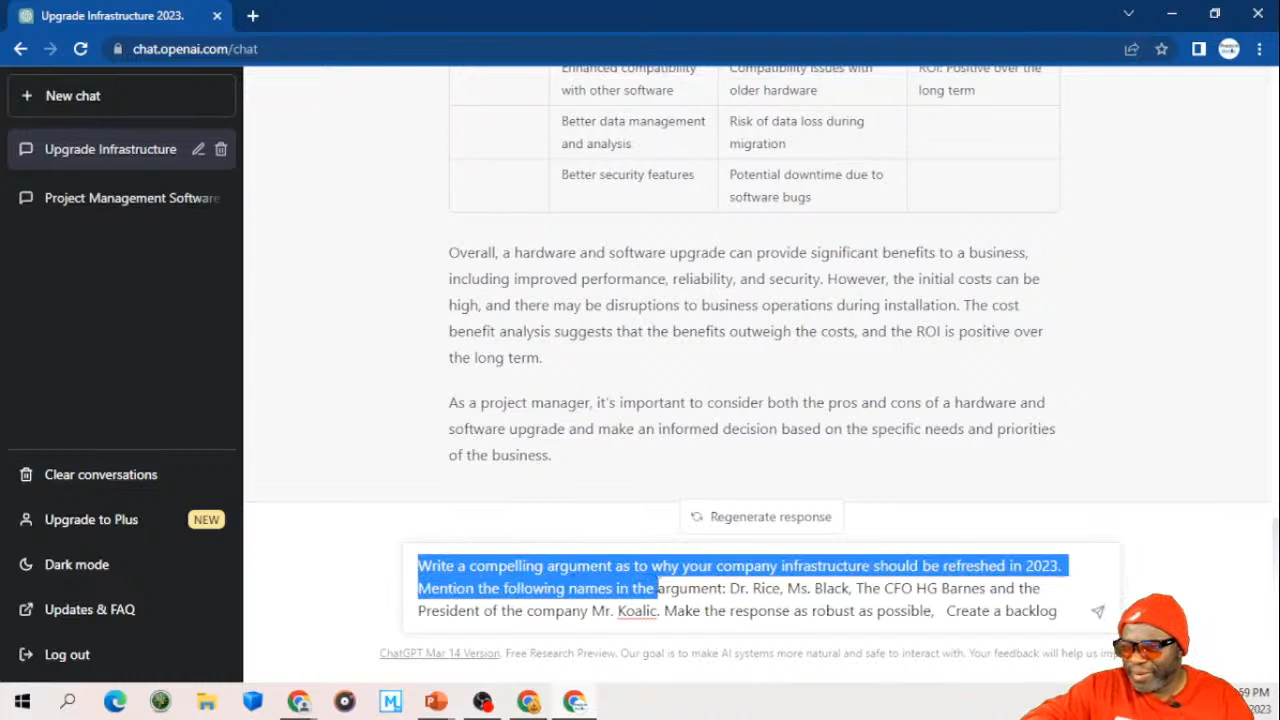 Upgrade Infrastructure 2023.
chat.openai.com/chat
New chat
Upgrade Infrastructure
Project Management Software
Clear conversations
Upgrade to Plus
NEW
Dark mode
Updates & FAQ
Log out
Enhanced compatibility
with other software
Compatibility issues with
older hardware
ROI: Positive over the
long term
Better data management
and analysis
Risk of data loss during
migration
Better security features
Potential downtime due to
software bugs
Overall, a hardware and software upgrade can provide significant benefits to a business,
including improved performance, reliability, and security. However, the initial costs can be
high, and there may be disruptions to business operations during installation. The cost
benefit analysis suggests that the benefits outweigh the costs, and the ROI is positive over
the long term.
As a project manager, it's important to consider both the pros and cons of a hardware and
software upgrade and make an informed decision based on the specific needs and priorities
of the business.
Regenerate response
Write a compelling argument as to why your company infrastructure should be refreshed in 2023.
Mention the following names in the argument: Dr. Rice, Ms. Black, The CFO HG Barnes and the
President of the company Mr. Koalic. Make the response as robust as possible, Create a backlog
ChatGPT Mar 14 Version. Free Research Preview. Our goal is to make AI systems more natural and safe to interact with. Your feedback will help us
:59 PM
2023